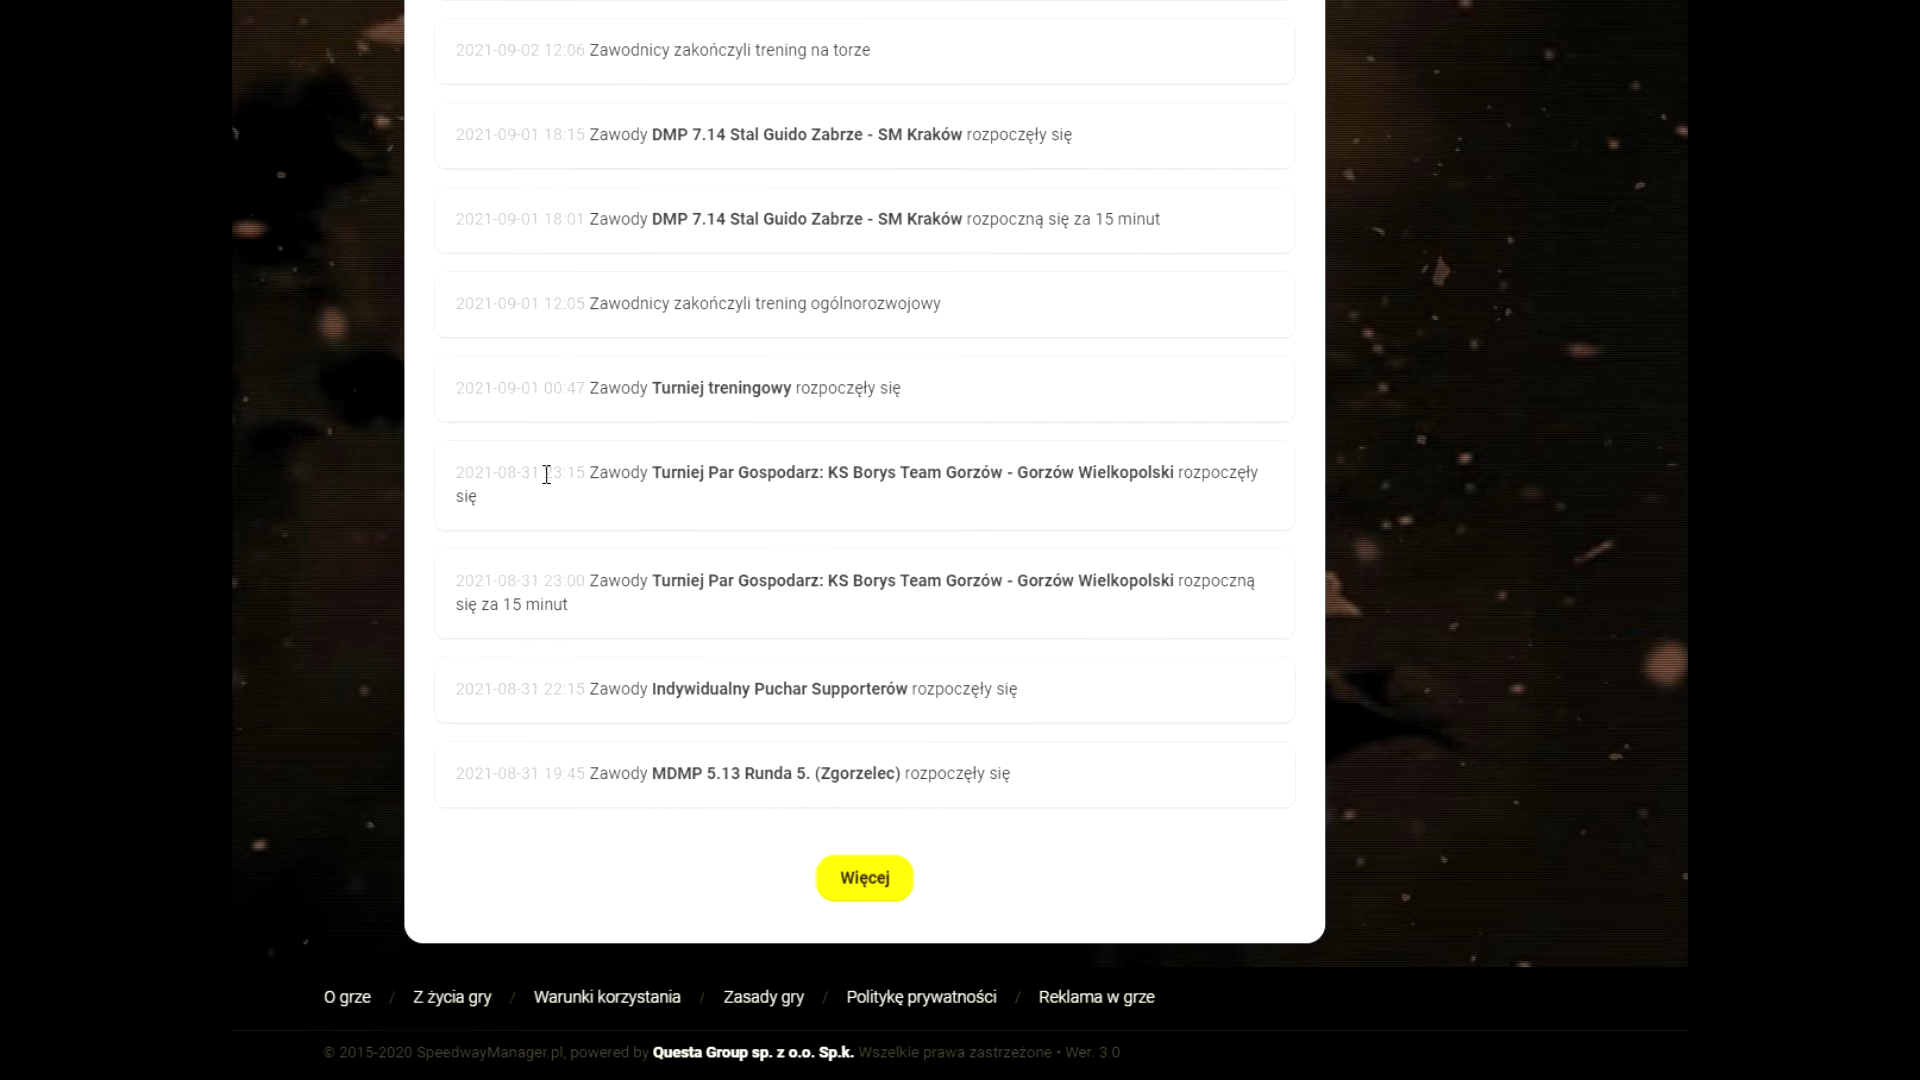 2021-09-02 12:06 Zawodnicy zakończyli trening na torze
2021-09-01 18:15 Zawody DMP 7.14 Stal Guido Zabrze - SM Kraków rozpoczęły się
2021-09-01 18:01 Zawody DMP 7.14 Stal Guido Zabrze - SM Kraków rozpoczną się za 15 minut
2021-09-01 12:05 Zawodnicy zakończyli trening ogólnorozwojowy
2021-09-01 00:47 Zawody Turniej treningowy rozpoczęły się
2021-08-31 23:15 Zawody Turniej Par Gospodarz: KS Borys Team Gorzów - Gorzów Wielkopolski rozpoczęły
się
2021-08-31 23:00 Zawody Turniej Par Gospodarz: KS Borys Team Gorzów - Gorzów Wielkopolski rozpoczną
się za 15 minut
2021-08-31 22:15 Zawody Indywidualny Puchar Supporterów rozpoczęły się
2021-08-31 19:45 Zawody MDMP 5.13 Runda 5. (Zgorzelec) rozpoczęły się
Więcej
O grze / Z życia gry / Warunki korzystania / Zasady gry / Politykę prywatności / Reklama w grze
© 2015-2020 SpeedwayManager.pl, powered by Questa Group sp. z o.o. Sp.k. Wszelkie prawa zastrzeżone • Wer. 3 0